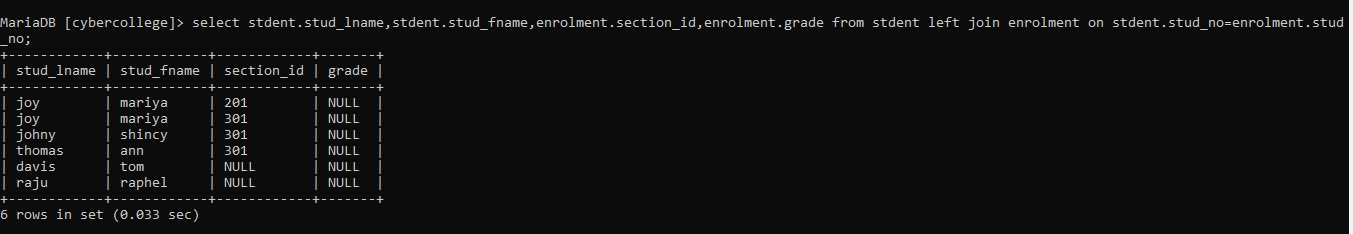 MariaDB [cybercollege]> select stdent.stud_lname,stdent.stud_fname,enrolment.section_id,enrolment.grade from stdent left join enrolment on stdent.stud_no=enrolment.stud
_no;
+------------+------------+------------+-------+
| stud_lname | stud_fname | section_id | grade |
+------------+------------+------------+-------+
| joy        | mariya     | 201        | NULL  |
| joy        | mariya     | 301        | NULL  |
| johny      | shincy     | 301        | NULL  |
| thomas     | ann        | 301        | NULL  |
| davis      | tom        | NULL       | NULL  |
| raju       | raphel     | NULL       | NULL  |
+------------+------------+------------+-------+
6 rows in set (0.033 sec)